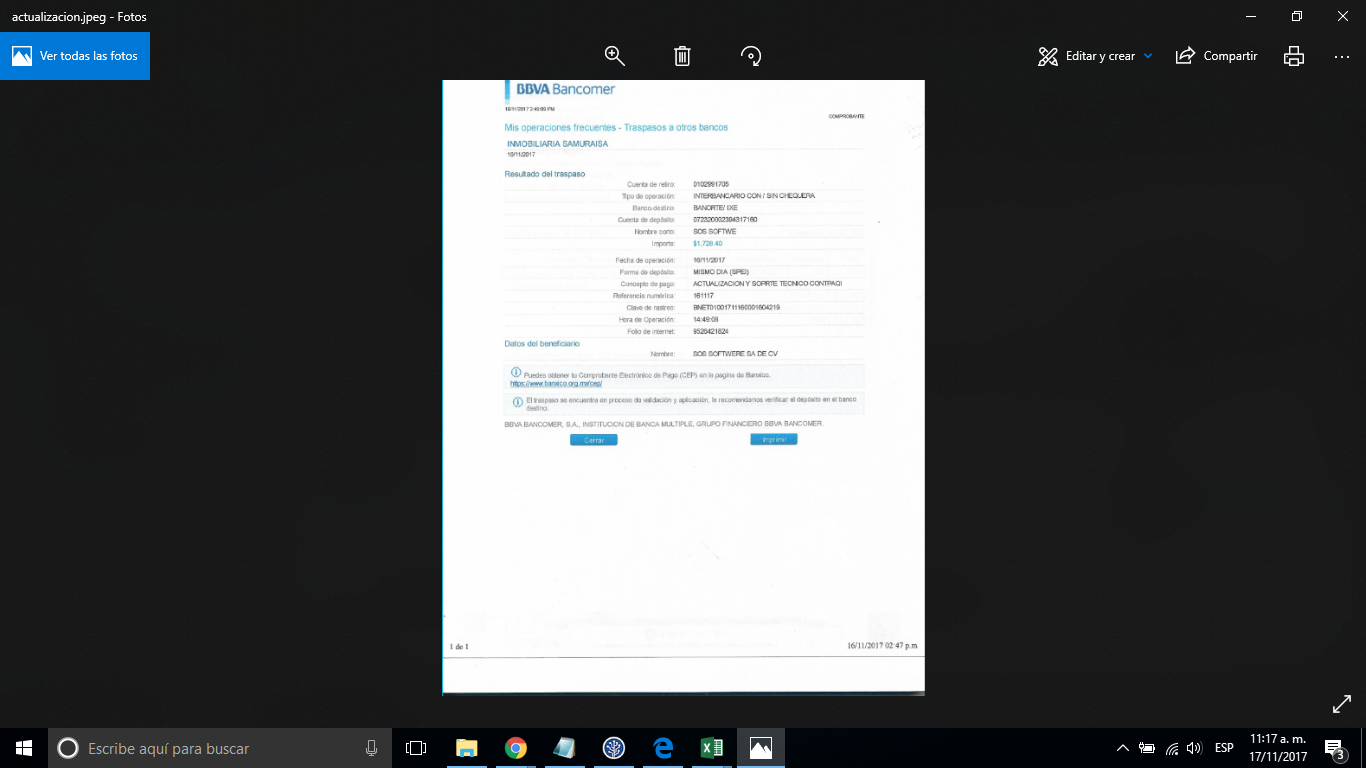 actualizacion.jpeg - Fotos
Ver todas las fotos
Editar y crear
Compartir
BBVA Bancomer
16/11/2017 2:49:09 PM
COMPROBANTE
Mis operaciones frecuentes - Traspasos a otros bancos
INMOBILIARIA SAMURAISA
16/11/2017
Resultado del traspaso
Cuenta de retiro: 0102991705
Tipo de operación: INTERBANCARIO CON / SIN CHEQUERA
Banco destino: BANORTE/ IXE
Cuenta de depósito:
Nombre corto: SOS SOFTWE
Importe: $1,728.40
Fecha de operación: 16/11/2017
Forma de depósito: MISMO DIA (SPEI)
Concepto de pago: ACTUALIZACION Y SOPRTE TECNICO CONTPAQI
Referencia numérica: 161117
Clave de rastreo:
Hora de Operación: 14:49:08
Folio de internet: 9526421824
Datos del beneficiario
Nombre: SOS SOFTWERE SA DE CV
Puedes obtener tu Comprobante Electrónico de Pago (CEP) en la pagina de Banxico.
https://www.banxico.org.mx/cep/
El traspaso se encuentra en proceso de validación y aplicación, le recomendamos verificar el depósito en el banco
destino.
BBVA BANCOMER, S.A., INSTITUCION DE BANCA MULTIPLE, GRUPO FINANCIERO BBVA BANCOMER.
Cerrar
Imprimir
1 de 1
16/11/2017 02:47 p.m.
Escribe aquí para buscar
ESP
11:17 a. m.
17/11/2017
3